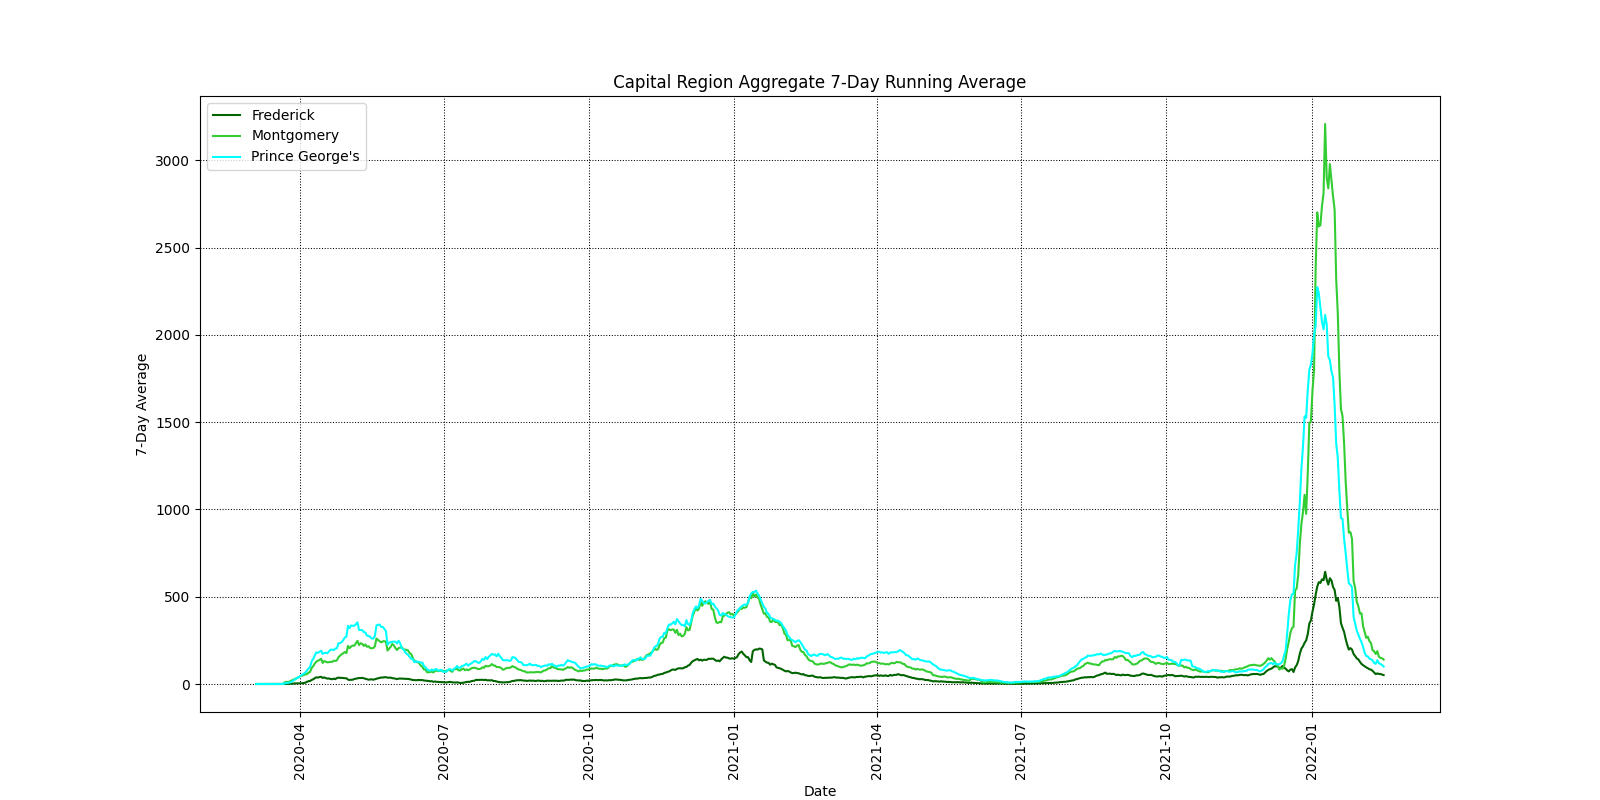 Capital Region Aggregate 7-Day Running Average
Frederick
Montgomery
Prince George's
7-Day Average
3000
2500
2000
1500
1000
500
0
2020-04
2020-07
2020-10
2021-01
2021-04
2021-07
2021-10
2022-01
Date